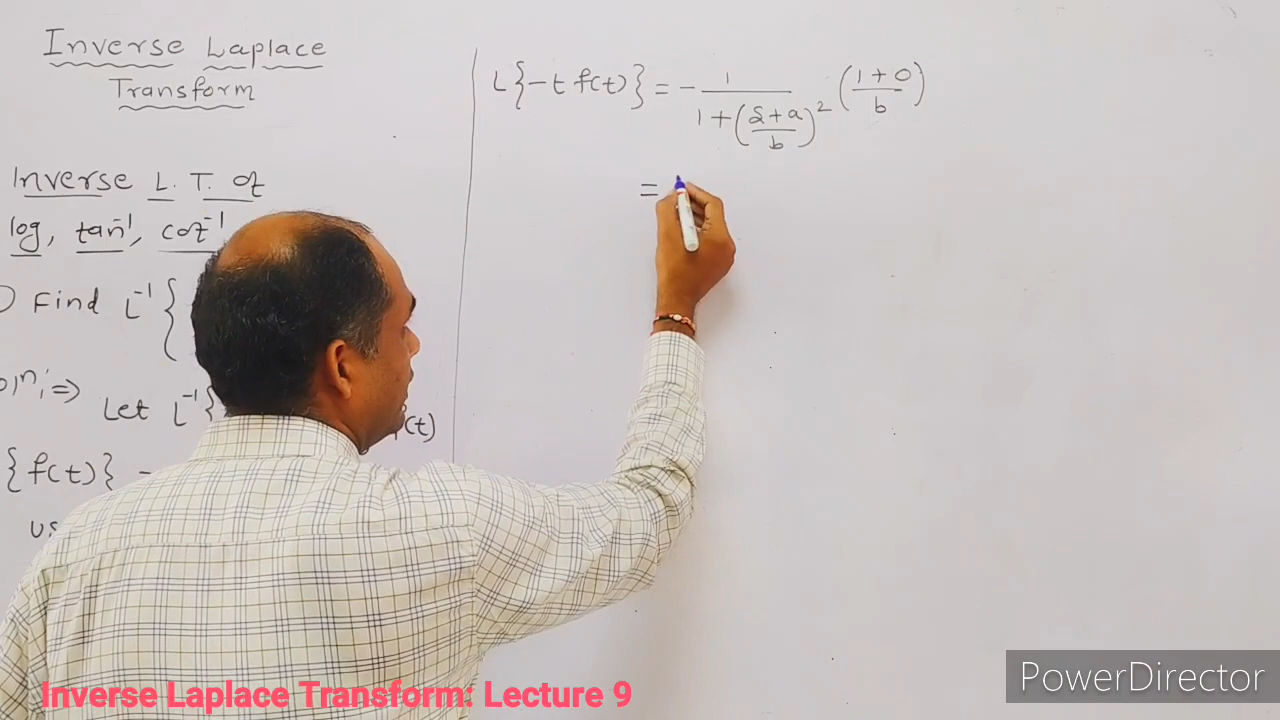 Inverse Laplace
Transform
Inverse L. T. of
log, tan⁻¹, cot⁻¹
Find L⁻¹{
Let L⁻¹{
f(t)}
L{-t f(t)} = - 1/(1+((s+a)/b)²) ((1+0)/b)
=
Inverse Laplace Transform: Lecture 9
PowerDirector